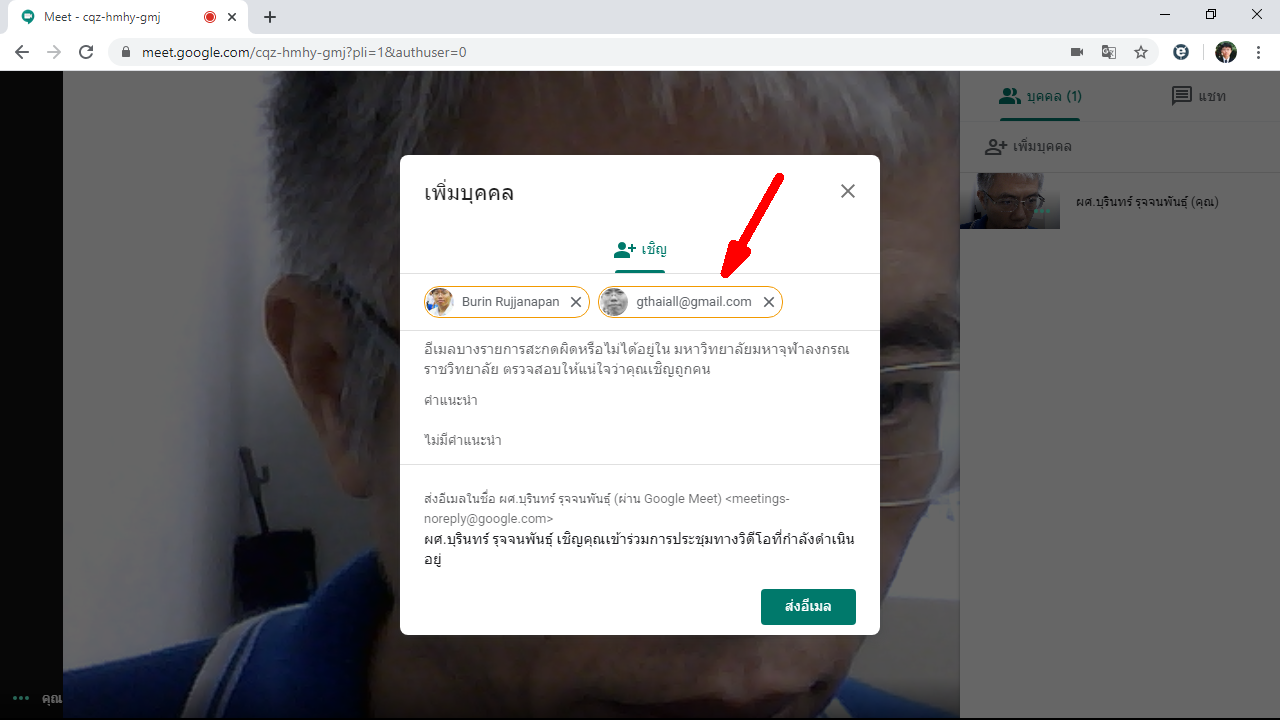 Meet - cqz-hmhy-gmj
meet.google.com/cqz-hmhy-gmj?pli=1&authuser=0
บุคคล (1)
แชท
เพิ่มบุคคล
ผศ.บุรินทร์ รุจจนพันธุ์ (คุณ)
เพิ่มบุคคล
เชิญ
Burin Rujjanapan
gthaiall@gmail.com
อีเมลบางรายการสะกดผิดหรือไม่ได้อยู่ใน มหาวิทยาลัยมหาจุฬาลงกรณ
ราชวิทยาลัย ตรวจสอบให้แน่ใจว่าคุณเชิญถูกคน
คำแนะนำ
ไม่มีคำแนะนำ
ส่งอีเมลในชื่อ ผศ.บุรินทร์ รุจจนพันธุ์ (ผ่าน Google Meet) <meetings-
noreply@google.com>
ผศ.บุรินทร์ รุจจนพันธุ์ เชิญคุณเข้าร่วมการประชุมทางวิดีโอที่กำลังดำเนิน
อยู่
ส่งอีเมล
คุณ